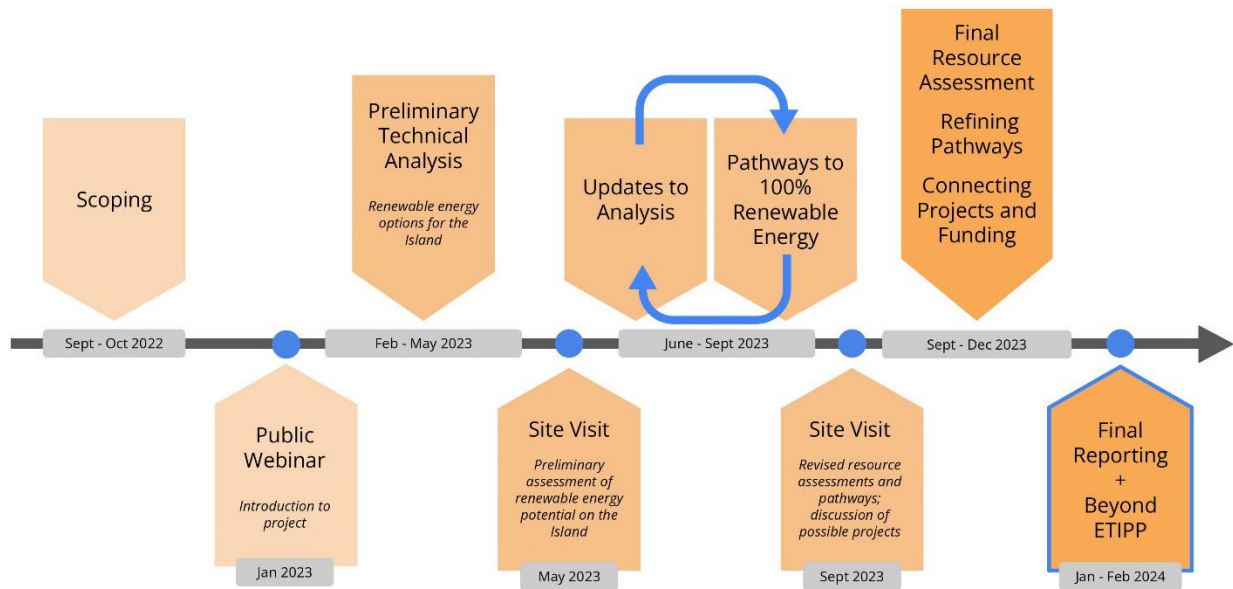 Scoping
Sept - Oct 2022
Public
Webinar
Introduction to
project
Jan 2023
Preliminary
Technical
Analysis
Renewable energy
options for the
Island
Feb - May 2023
Site Visit
Preliminary
assessment of
renewable energy
potential on the
Island
May 2023
Updates to
Analysis
Pathways to
100%
Renewable
Energy
June - Sept 2023
Site Visit
Revised resource
assessments and
pathways;
discussion of
possible projects
Sept 2023
Final
Resource
Assessment
Refining
Pathways
Connecting
Projects and
Funding
Sept - Dec 2023
Final
Reporting
+
Beyond
ETIPP
Jan - Feb 2024